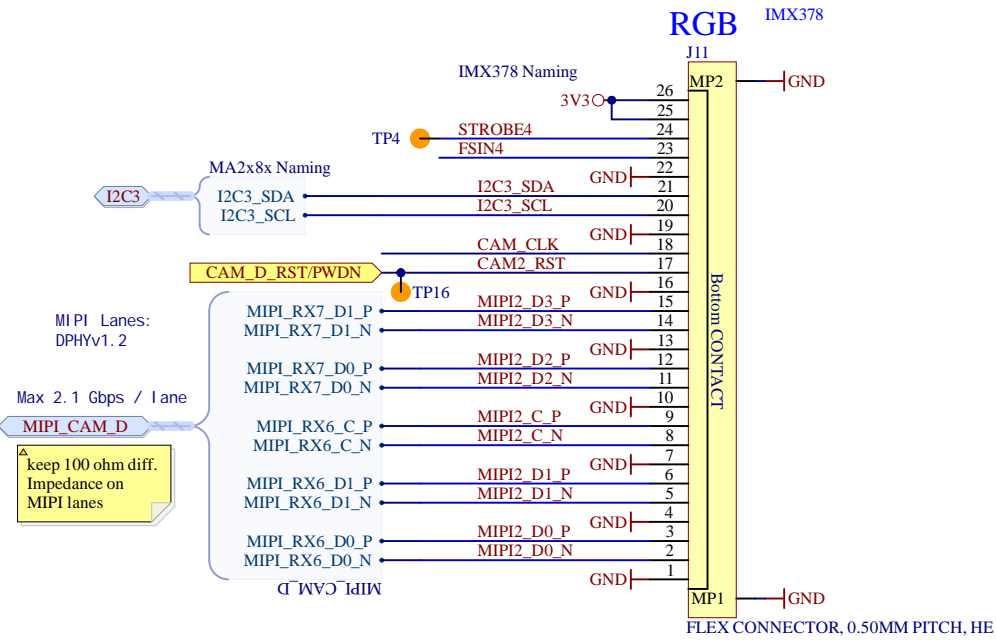 RGB
IMX378
J11
IMX378 Naming
MP2
GND
26
3V3
25
TP4
STROBE4
24
FSIN4
23
MA2x8x Naming
GND
22
I2C3
I2C3_SDA
I2C3_SDA
21
I2C3_SCL
I2C3_SCL
20
GND
19
CAM_CLK
18
CAM_D_RST/PWDN
CAM2_RST
17
TP16
GND
16
MIPI Lanes:
DPHYv1.2
MIPI_RX7_D1_P
MIPI2_D3_P
15
MIPI_RX7_D1_N
MIPI2_D3_N
14
GND
13
MIPI_RX7_D0_P
MIPI2_D2_P
12
MIPI_RX7_D0_N
MIPI2_D2_N
11
Bottom CONTACT
Max 2.1 Gbps / lane
GND
10
MIPI_CAM_D
MIPI_RX6_C_P
MIPI2_C_P
9
MIPI_RX6_C_N
MIPI2_C_N
8
keep 100 ohm diff.
Impedance on
MIPI lanes
GND
7
MIPI_RX6_D1_P
MIPI2_D1_P
6
MIPI_RX6_D1_N
MIPI2_D1_N
5
GND
4
MIPI_RX6_D0_P
MIPI2_D0_P
3
MIPI_RX6_D0_N
MIPI2_D0_N
2
GND
1
MIPI_CAM_D
MP1
GND
FLEX CONNECTOR, 0.50MM PITCH, HE